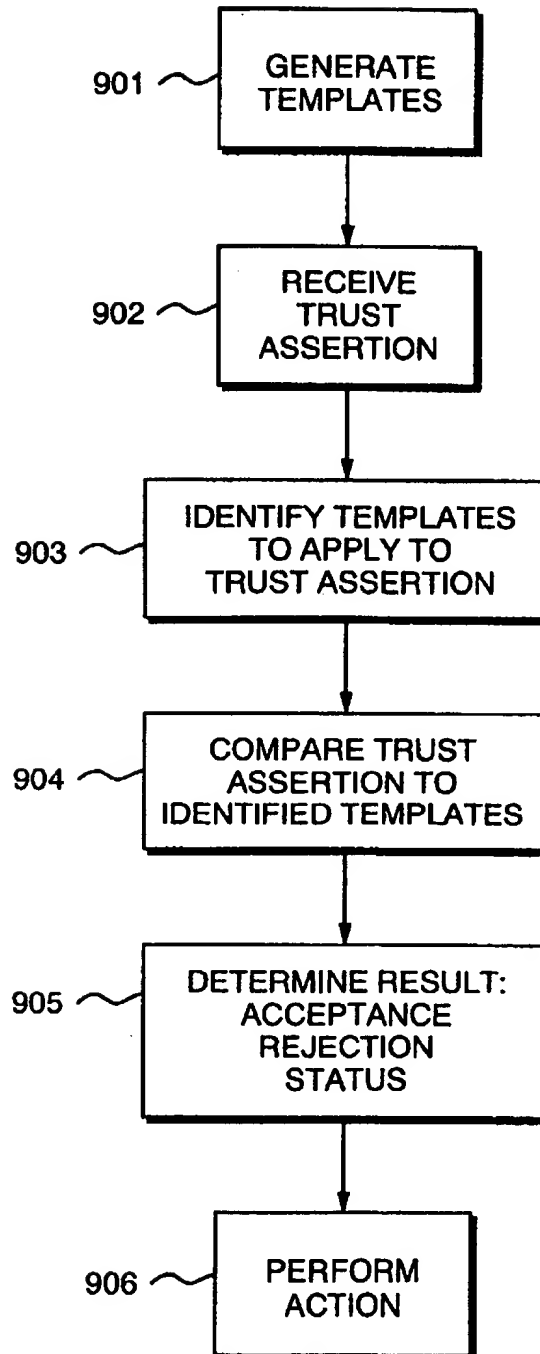 901
GENERATE
TEMPLATES
902
RECEIVE
TRUST
ASSERTION
903
IDENTIFY TEMPLATES
TO APPLY TO
TRUST ASSERTION
904
COMPARE TRUST
ASSERTION TO
IDENTIFIED TEMPLATES
905
DETERMINE RESULT:
ACCEPTANCE
REJECTION
STATUS
906
PERFORM
ACTION